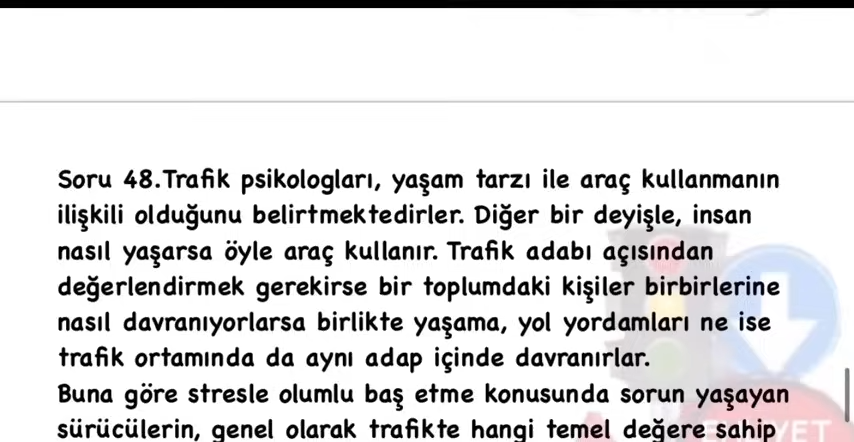 Soru 48.Trafik psikologları, yaşam tarzı ile araç kullanmanın
ilişkili olduğunu belirtmektedirler. Diğer bir deyişle, insan
nasıl yaşarsa öyle araç kullanır. Trafik adabı açısından
değerlendirmek gerekirse bir toplumdaki kişiler birbirlerine
nasıl davranıyorlarsa birlikte yaşama, yol yordamları ne ise
trafik ortamında da aynı adap içinde davranırlar.
Buna göre stresle olumlu baş etme konusunda sorun yaşayan
sürücülerin, genel olarak trafikte hangi temel değere sahip